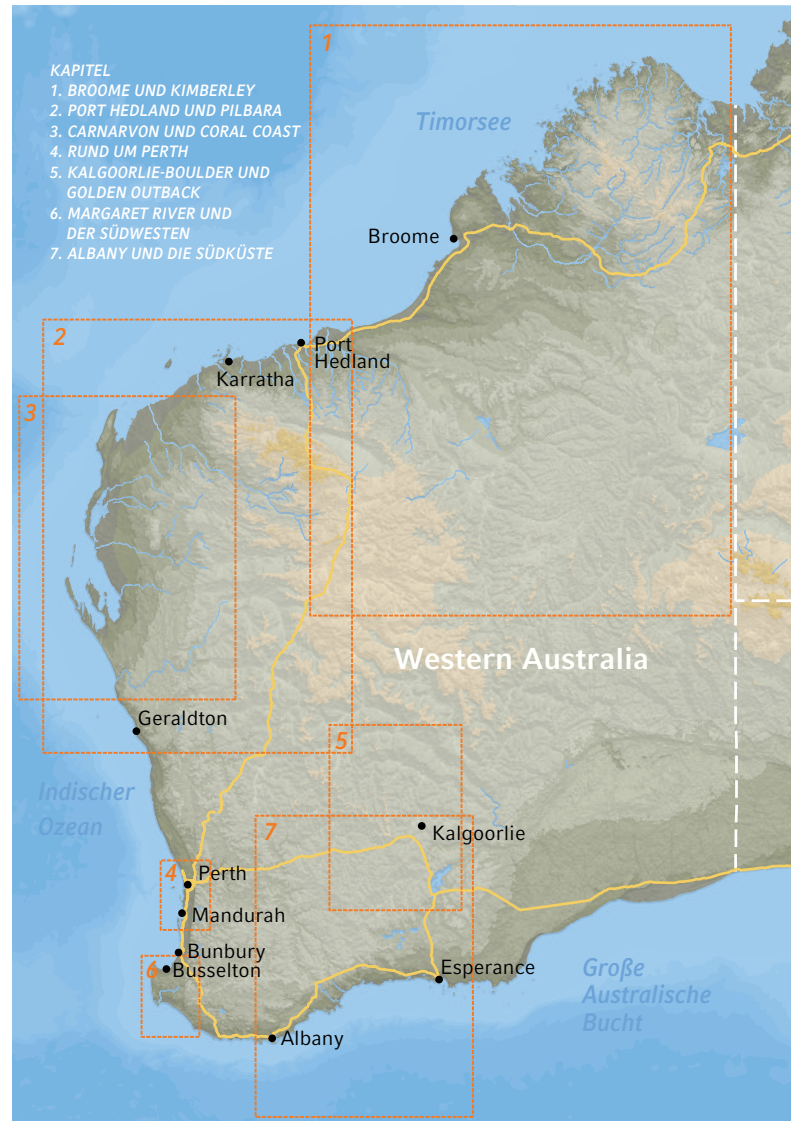 KAPITEL
1. BROOME UND KIMBERLEY
2. PORT HEDLAND UND PILBARA
3. CARNARVON UND CORAL COAST
4. RUND UM PERTH
5. KALGOORLIE-BOULDER UND
GOLDEN OUTBACK
6. MARGARET RIVER UND
DER SÜDWESTEN
7. ALBANY UND DIE SÜDKÜSTE
1
Timorsee
Broome
2
Port
Hedland
Karratha
3
Western Australia
Geraldton
5
Indischer
Ozean
7
Kalgoorlie
4
Perth
Mandurah
Bunbury
6
Busselton
Esperance
Große
Australische
Bucht
Albany